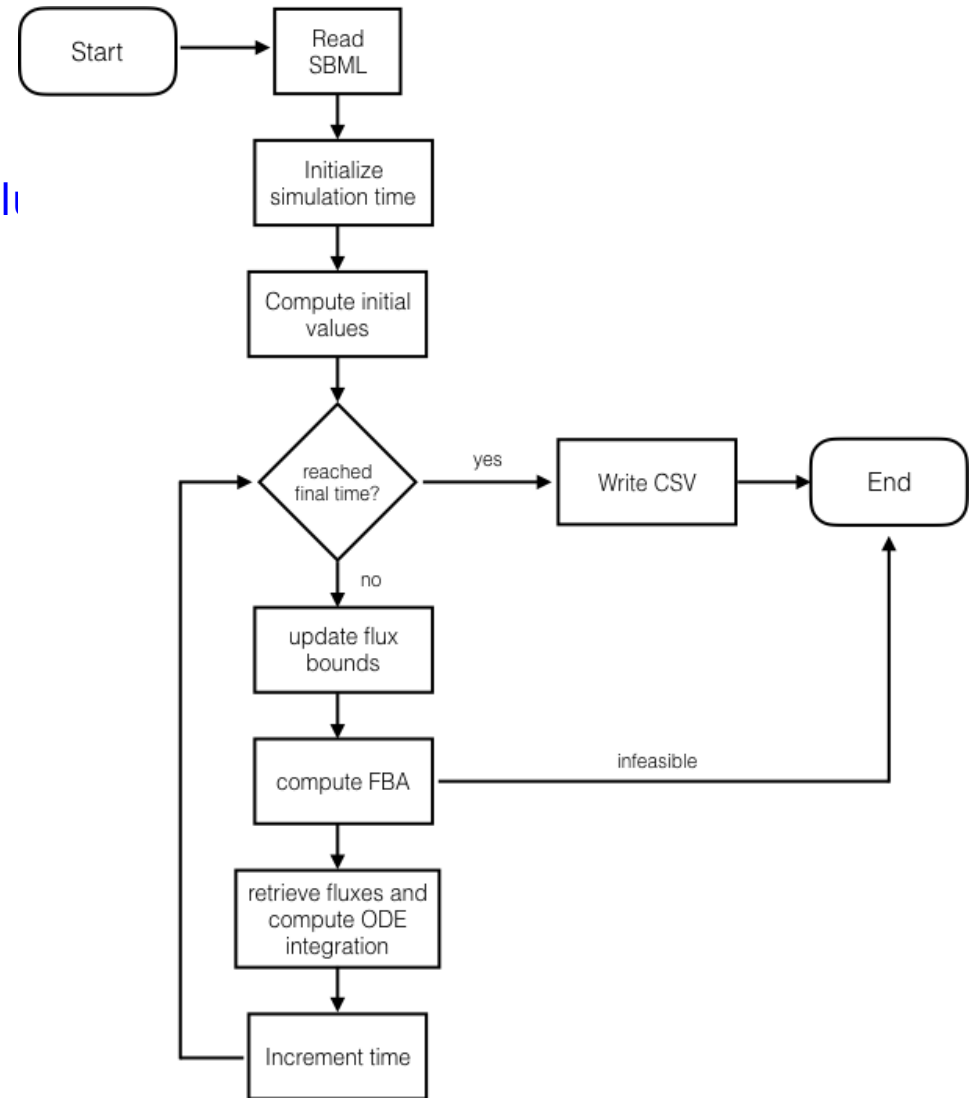 Start
Read
SBML
Initialize
simulation time
Compute initial
values
reached
final time?
yes
Write CSV
End
no
update flux
bounds
compute FBA
infeasible
retrieve fluxes and
compute ODE
integration
Increment time